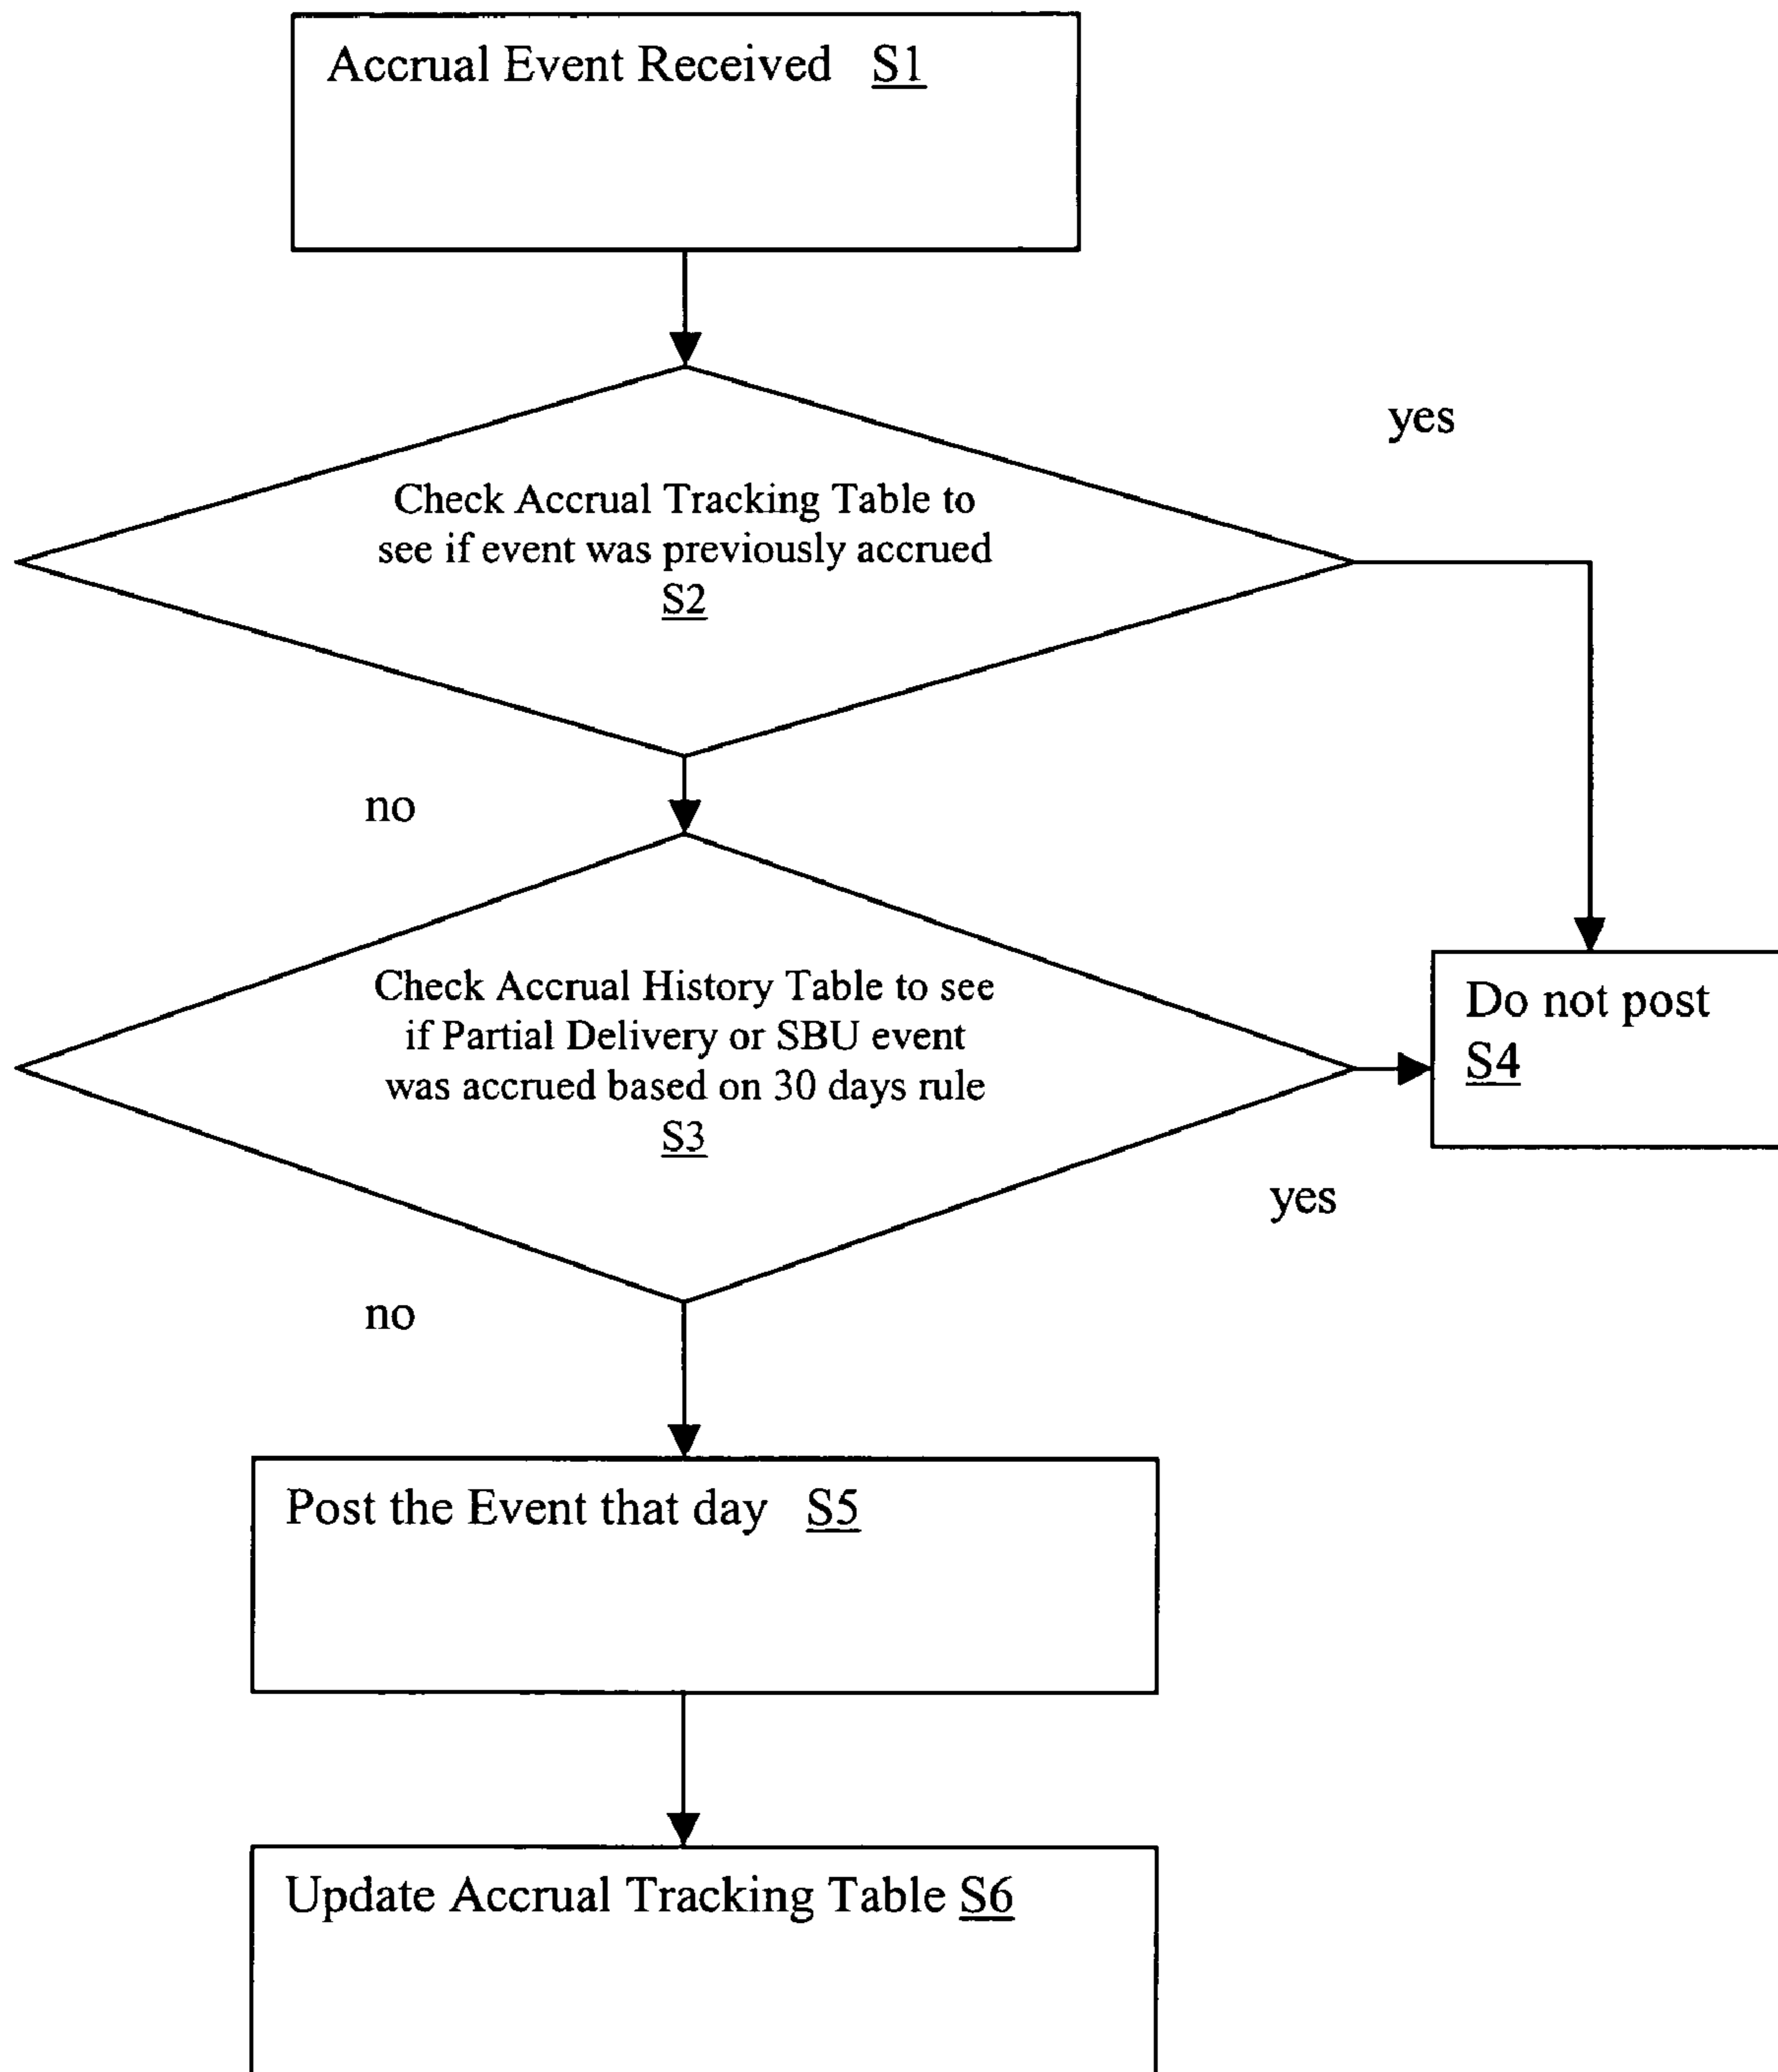 Accrual Event Received S1
yes
Check Accrual Tracking Table to
see if event was previously accrued
S2
no
Check Accrual History Table to see
if Partial Delivery or SBU event
was accrued based on 30 days rule
S3
Do not post
S4
yes
no
Post the Event that day S5
Update Accrual Tracking Table S6